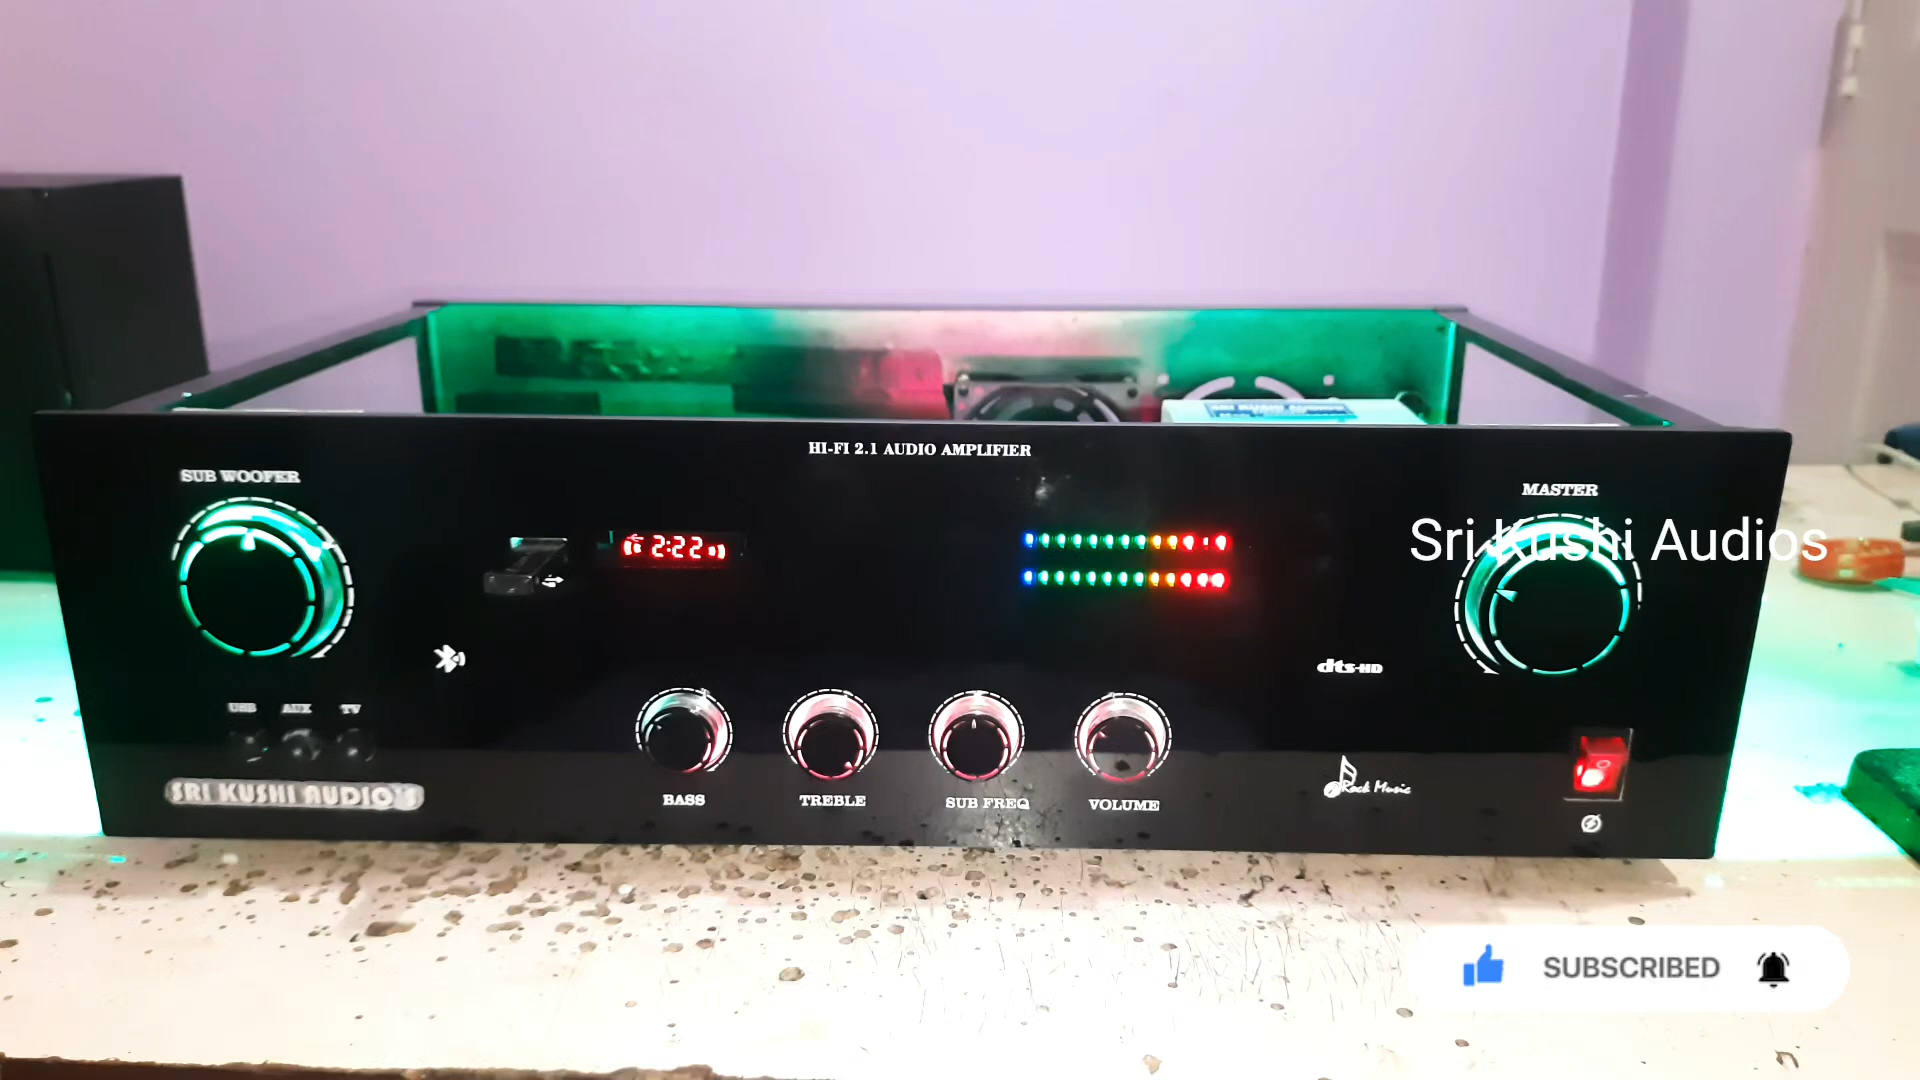 HI-FI 2.1 AUDIO AMPLIFIER
SUB WOOFER
MASTER
Sri Kushi Audios
2:22
dts-HD
USB AUX TV
SRI KUSHI AUDIO'S
BASS
TREBLE
SUB FREQ
VOLUME
Rock Music
SUBSCRIBED